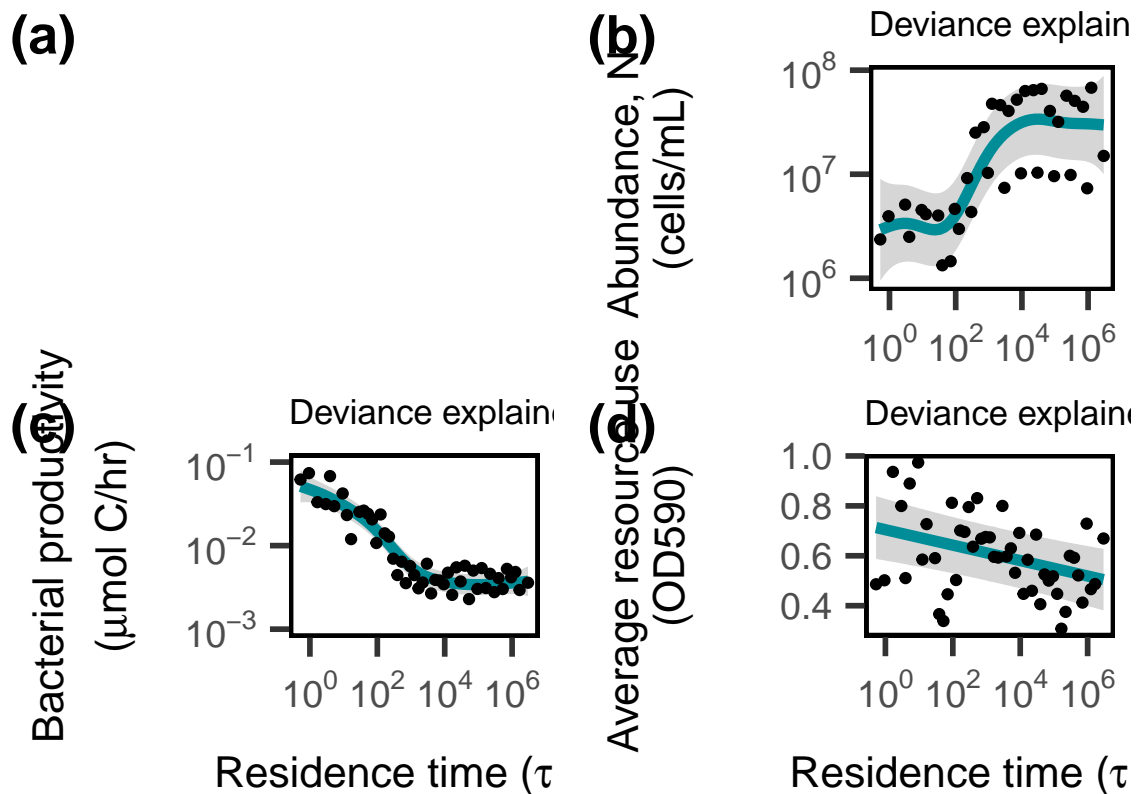 (a)
(b)
Deviance explain
Abundance, N
(cells/mL)
10^8
10^7
10^6
10^0 10^2 10^4 10^6
(c)
Deviance explain
Bacterial productivity
(μmol C/hr)
10^−1
10^−2
10^−3
10^0 10^2 10^4 10^6
Residence time (τ
(d)
Deviance explain
Average resource use
(OD590)
1.0
0.8
0.6
0.4
10^0 10^2 10^4 10^6
Residence time (τ